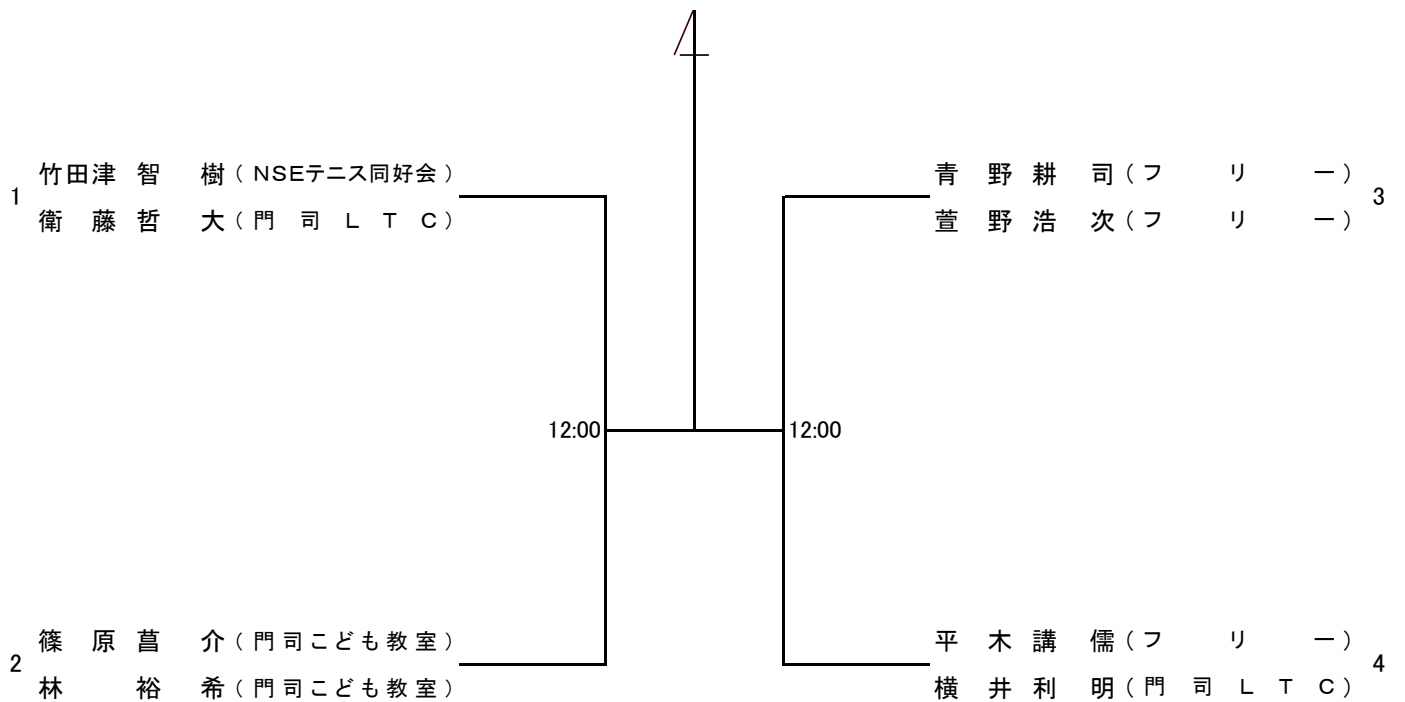 1
竹田津 智 樹 ( NSEテニス同好会 )
衛 藤 哲 大 ( 門 司 L T C )
青 野 耕 司 ( フ リ ー )
萱 野 浩 次 ( フ リ ー )
3
12:00
12:00
2
篠 原 菖 介 ( 門司こども教室 )
林 裕 希 ( 門司こども教室 )
平 木 講 儒 ( フ リ ー )
横 井 利 明 ( 門 司 L T C )
4